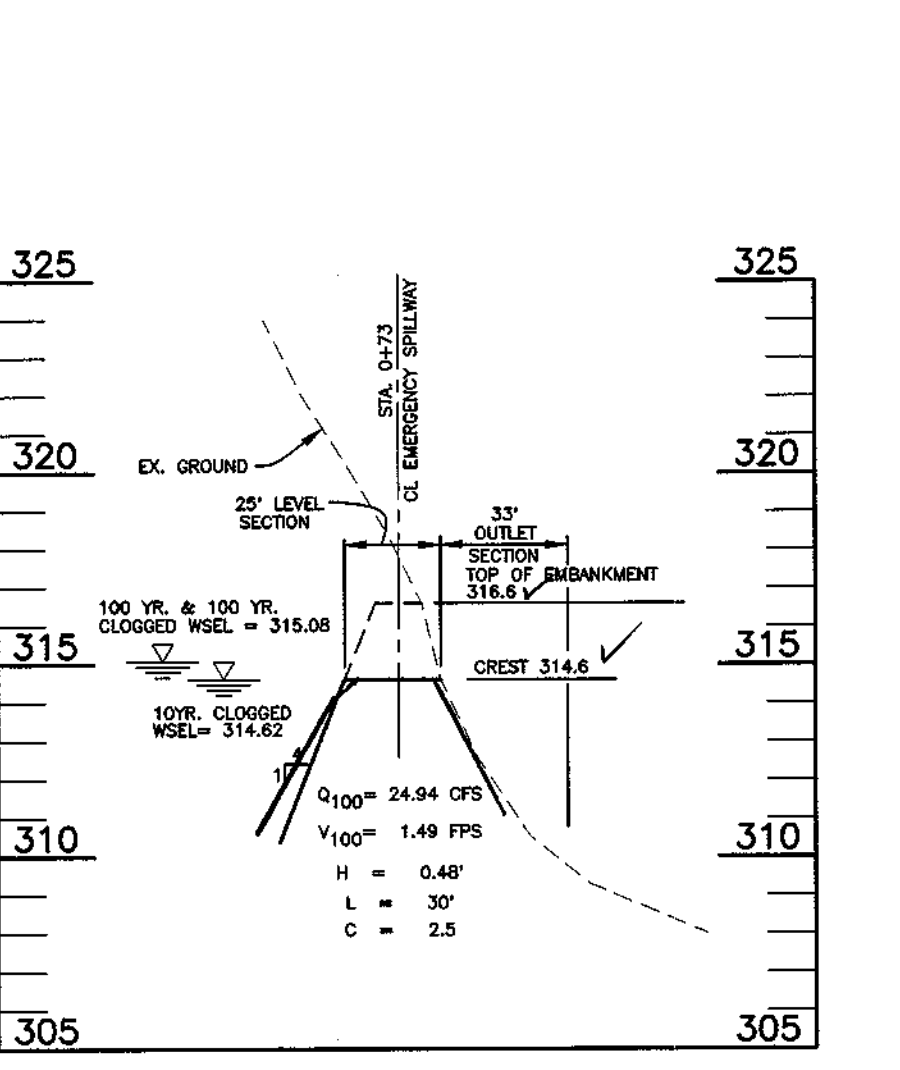 325
325
STA. 0+73
CL EMERGENCY SPILLWAY
320
320
EX. GROUND
25' LEVEL
SECTION
33'
OUTLET
SECTION
TOP OF EMBANKMENT
316.6
100 YR. & 100 YR.
CLOGGED WSEL = 315.08
315
315
CREST 314.6
10YR. CLOGGED
WSEL= 314.62
4
1
Q100= 24.94 CFS
V100= 1.49 FPS
H = 0.48'
L = 30'
C = 2.5
310
310
305
305